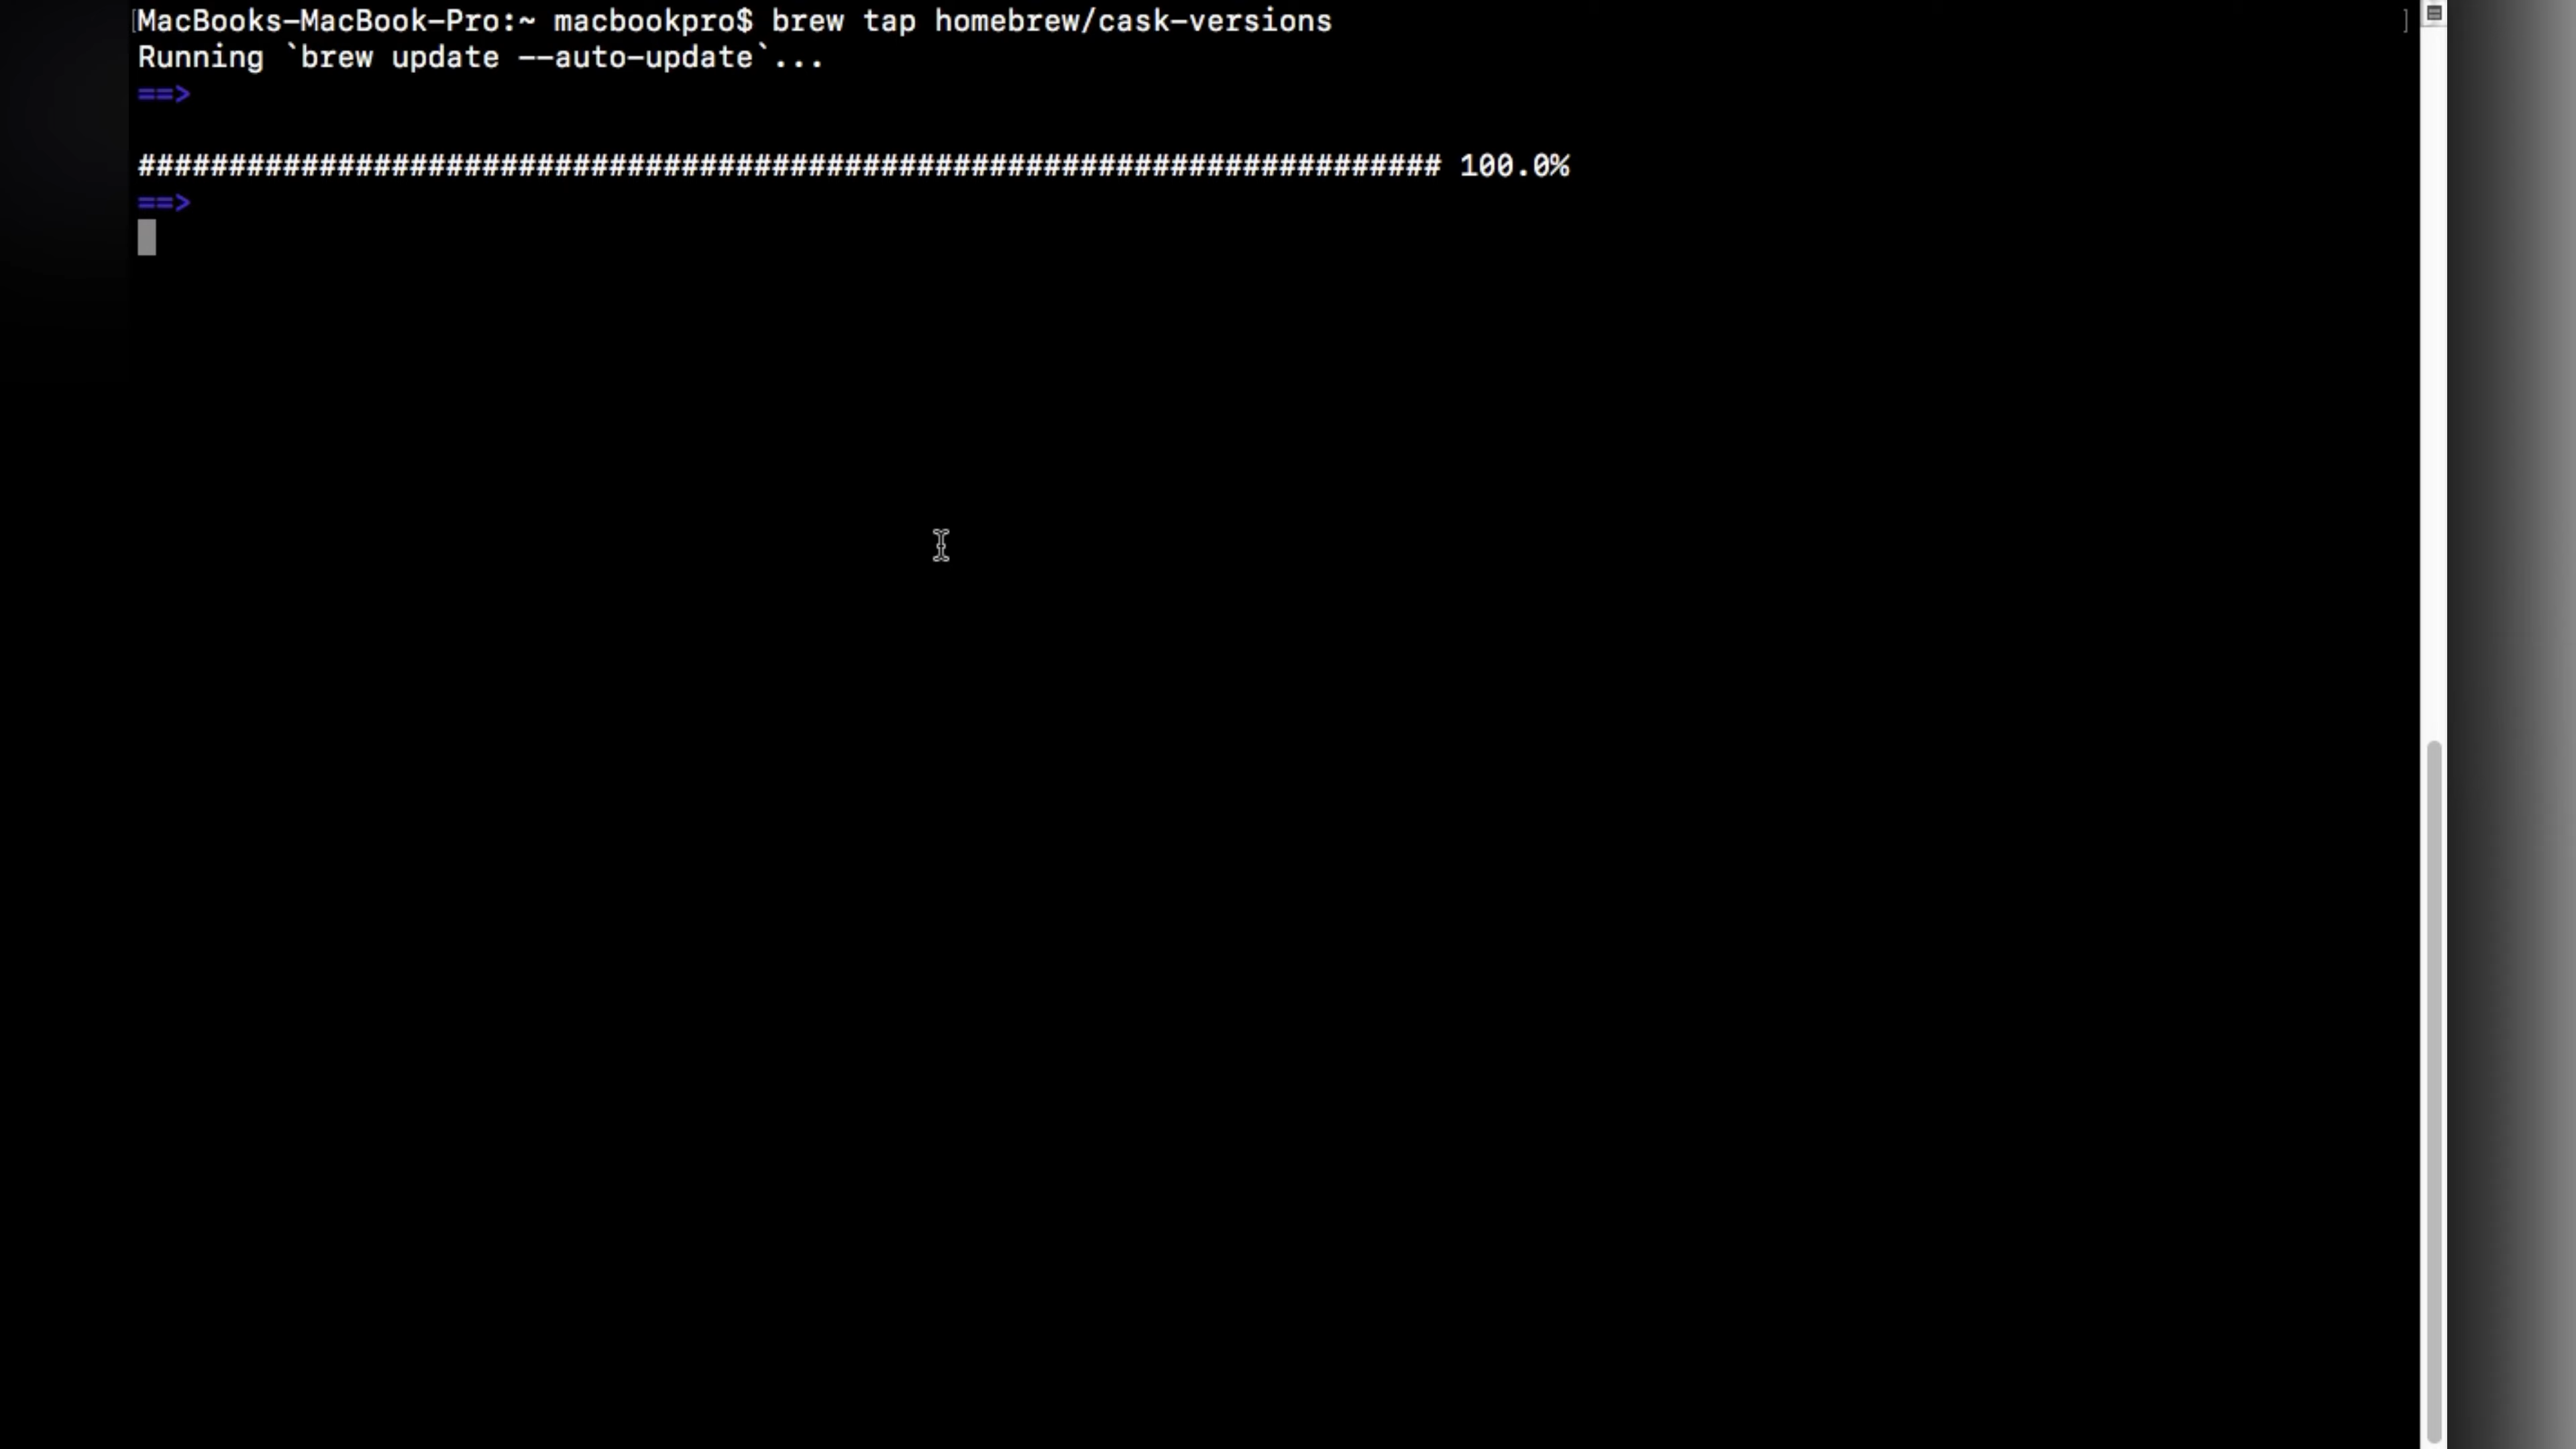 [MacBooks-MacBook-Pro:~ macbookpro$ brew tap homebrew/cask-versions ]
Running `brew update --auto-update`...
==>
######################################################################## 100.0%
==>